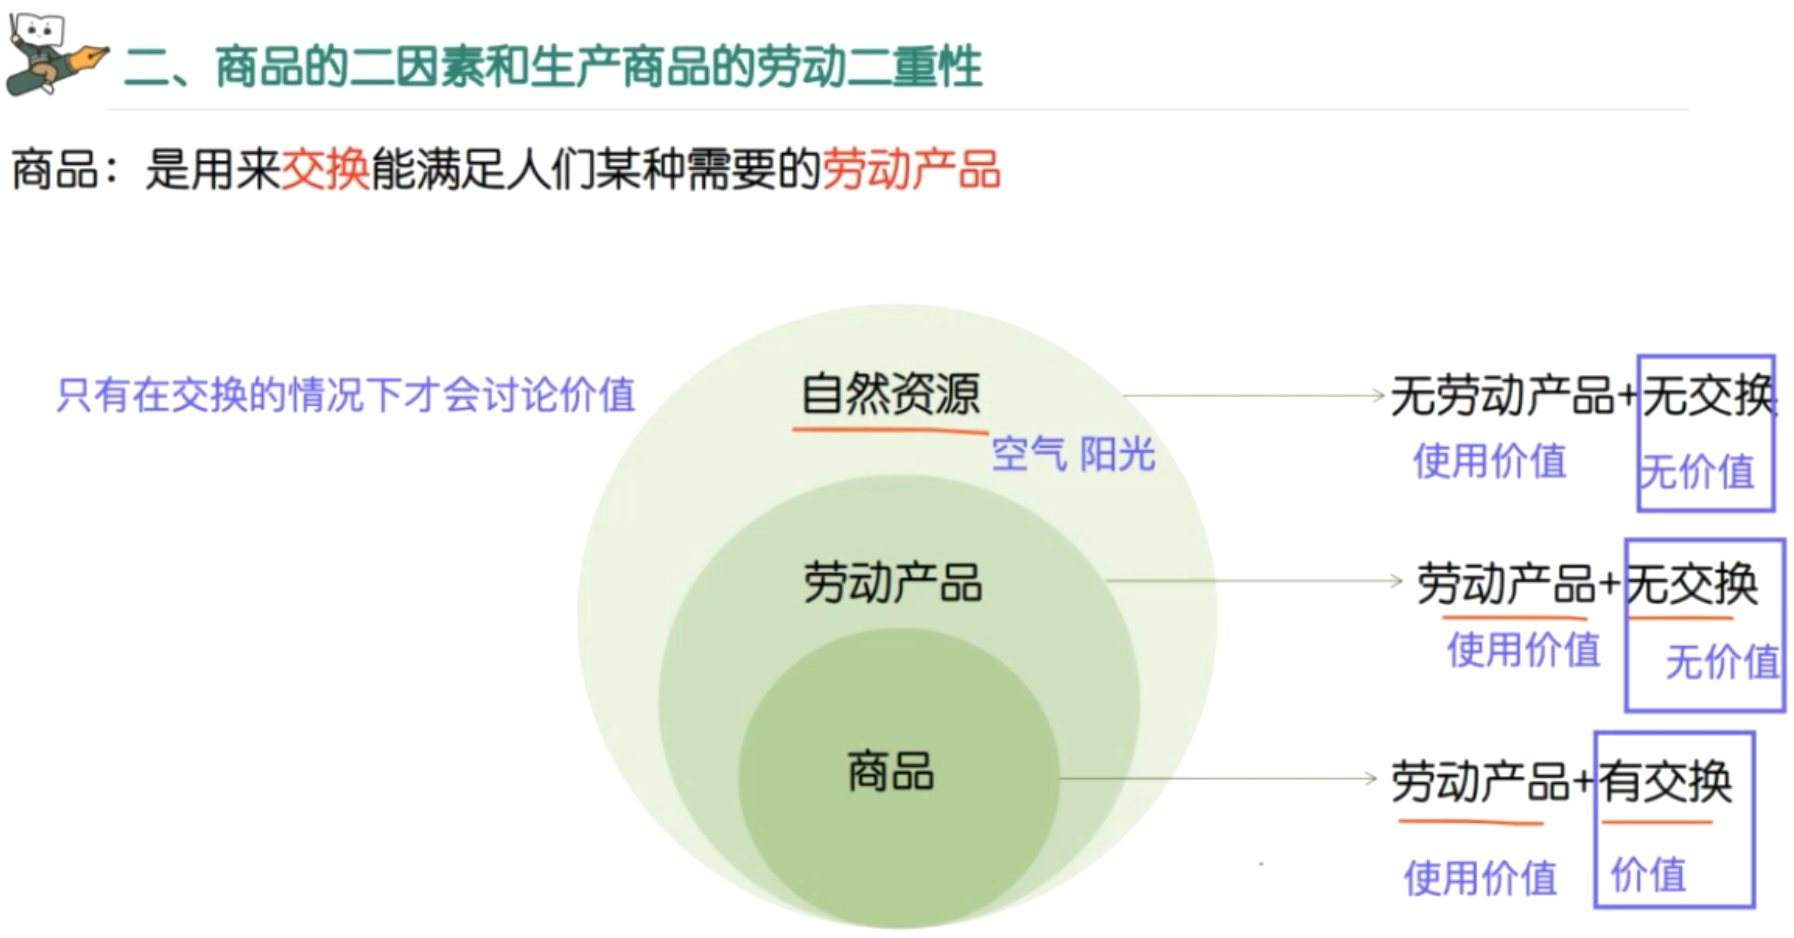 二、商品的二因素和生产商品的劳动二重性
商品：是用来交换能满足人们某种需要的劳动产品
只有在交换的情况下才会讨论价值
自然资源
空气 阳光
无劳动产品+无交换
使用价值
无价值
劳动产品
劳动产品+无交换
使用价值
无价值
商品
劳动产品+有交换
使用价值
价值